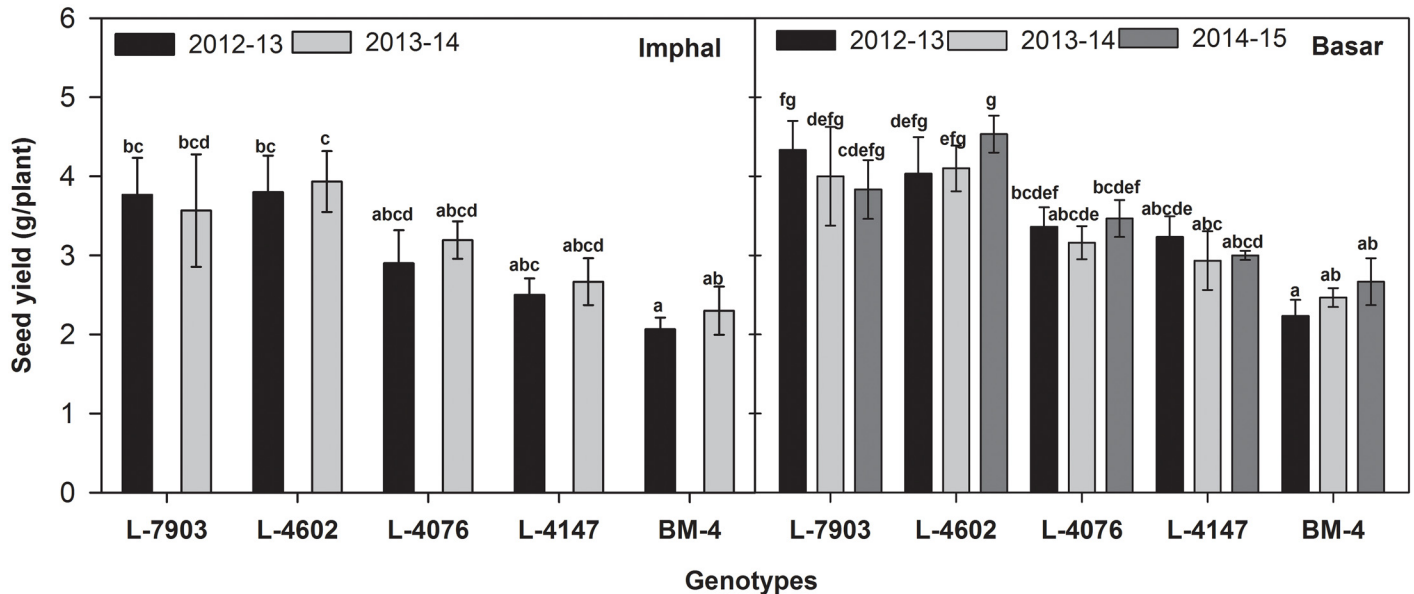 6
5
4
3
2
1
0
Seed yield (g/plant)
2012-13 2013-14 Imphal
bc bcd bc c abcd abcd abc abcd a ab
L-7903 L-4602 L-4076 L-4147 BM-4
2012-13 2013-14 2014-15 Basar
fg defg cdefg defg efg g bcdef abcde bcdef abcde abc abcd a ab ab
L-7903 L-4602 L-4076 L-4147 BM-4
Genotypes